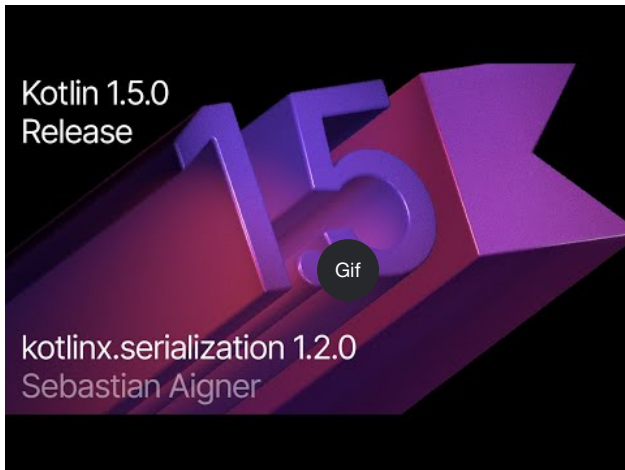 Kotlin 1.5.0
Release
15
Gif
kotlinx.serialization 1.2.0
Sebastian Aigner